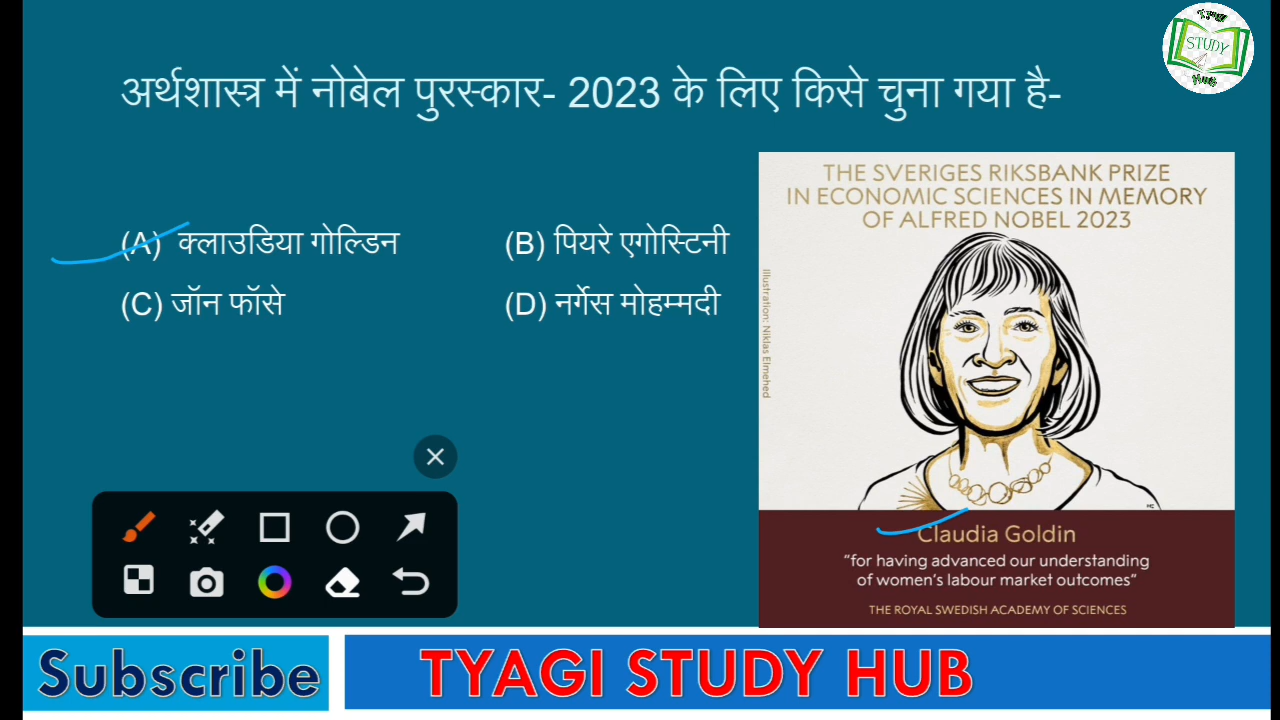 STUDY
अर्थशास्त्र में नोबेल पुरस्कार- 2023 के लिए किसे चुना गया है-
(A) क्लाउडिया गोल्डिन
(B) पियरे एगोस्टिनी
(C) जॉन फॉसे
(D) नर्गेस मोहम्मदी
THE SVERIGES RIKSBANK PRIZE
IN ECONOMIC SCIENCES IN MEMORY
OF ALFRED NOBEL 2023
Illustration: Niklas Elmehed
Claudia Goldin
“for having advanced our understanding
of women’s labour market outcomes”
THE ROYAL SWEDISH ACADEMY OF SCIENCES
Subscribe
TYAGI STUDY HUB